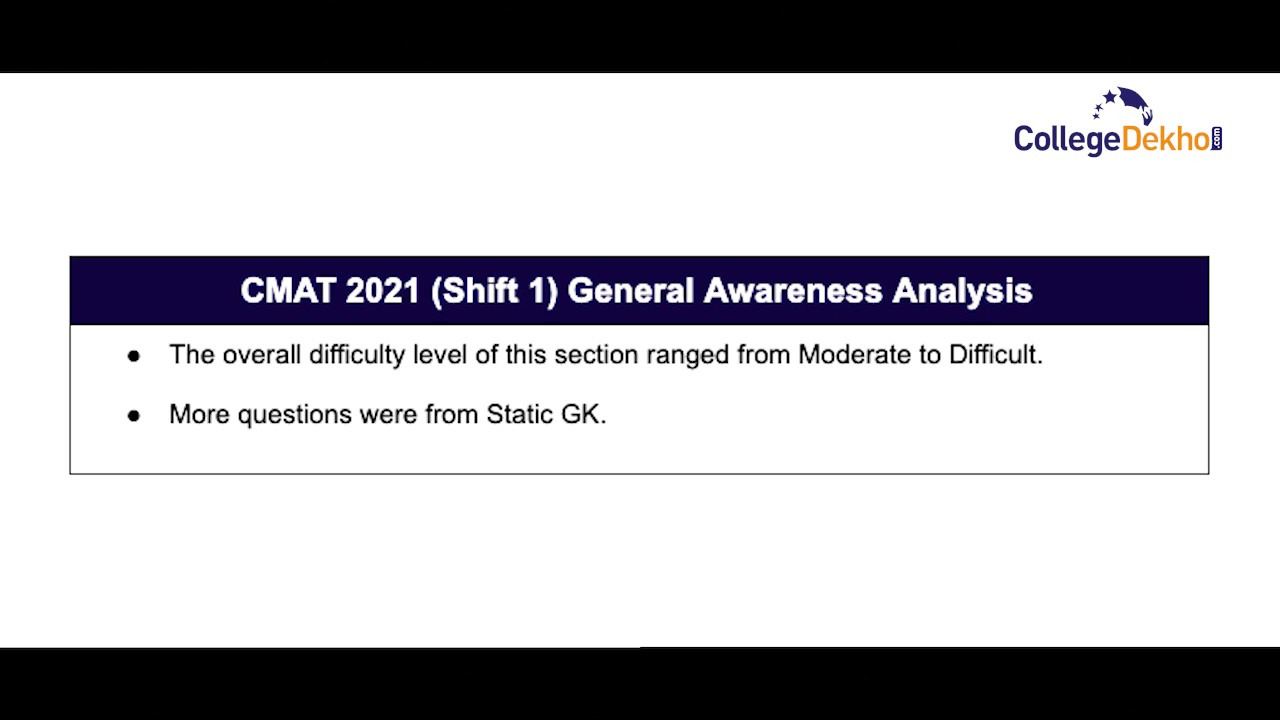 CollegeDekho.com
CMAT 2021 (Shift 1) General Awareness Analysis
● The overall difficulty level of this section ranged from Moderate to Difficult.
● More questions were from Static GK.